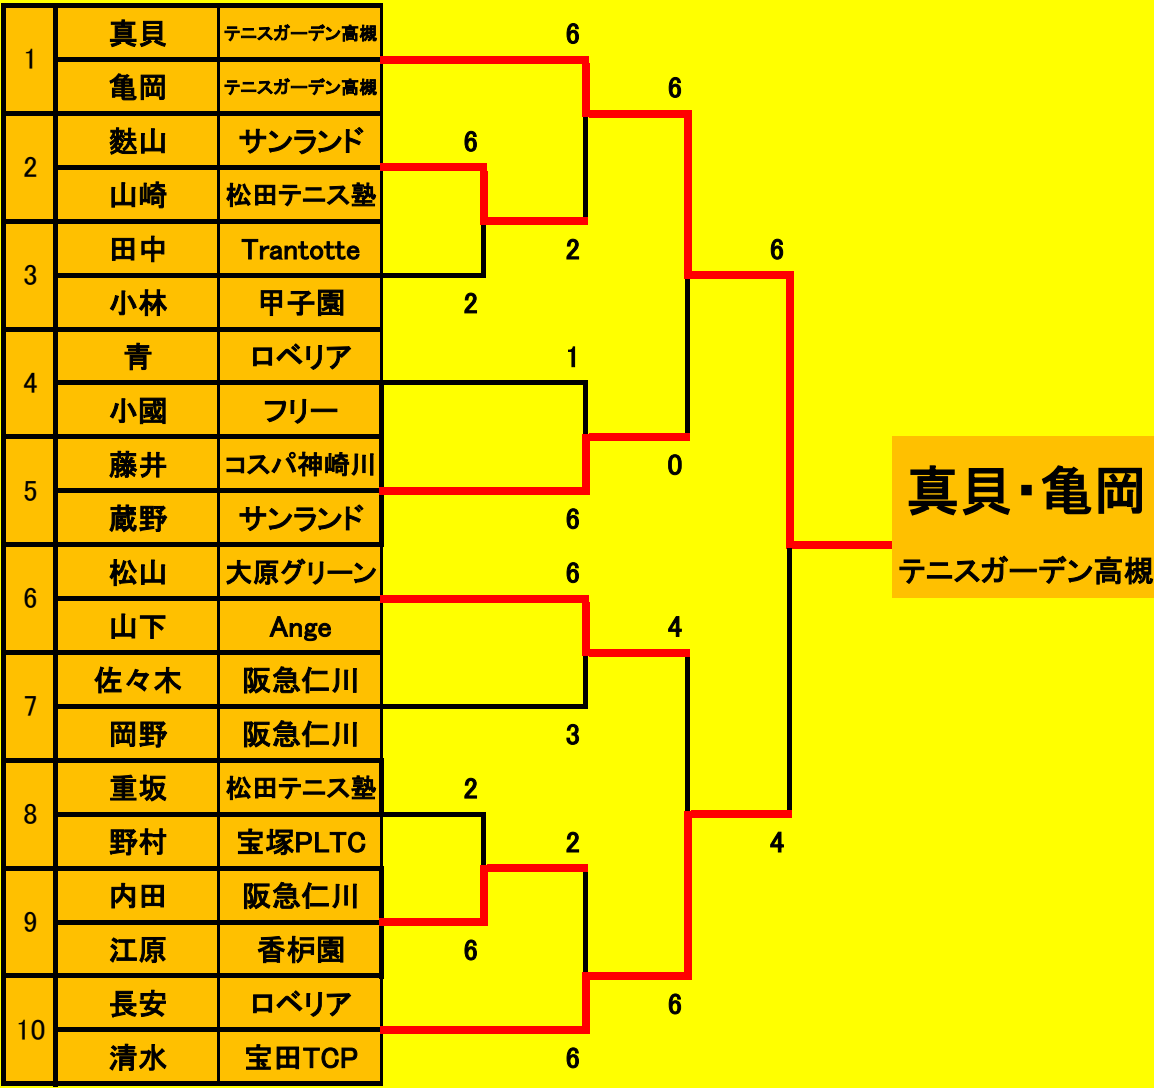 1
真貝 テニスガーデン高槻
亀岡 テニスガーデン高槻
2
麩山 サンランド
山崎 松田テニス塾
3
田中 Trantotte
小林 甲子園
4
青 ロベリア
小國 フリー
5
藤井 コスパ神崎川
蔵野 サンランド
6
松山 大原グリーン
山下 Ange
7
佐々木 阪急仁川
岡野 阪急仁川
8
重坂 松田テニス塾
野村 宝塚PLTC
9
内田 阪急仁川
江原 香枦園
10
長安 ロベリア
清水 宝田TCP
6
2
6
2
1
6
6
3
2
6
2
6
6
0
4
6
6
4
真貝・亀岡
テニスガーデン高槻